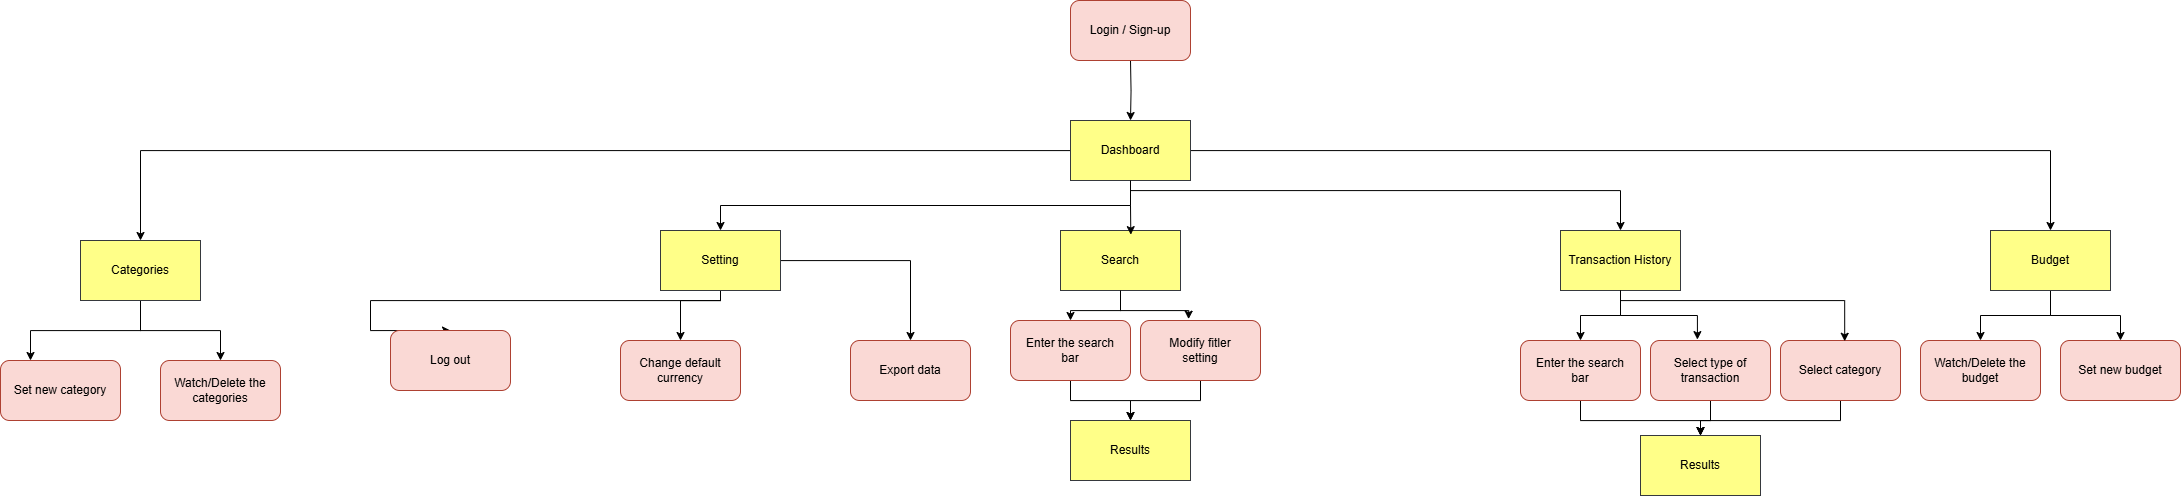 Login / Sign-up
Dashboard
Categories
Setting
Search
Transaction History
Budget
Set new category
Watch/Delete the
categories
Log out
Change default
currency
Export data
Enter the search
bar
Modify fitler
setting
Enter the search
bar
Select type of
transaction
Select category
Watch/Delete the
budget
Set new budget
Results
Results